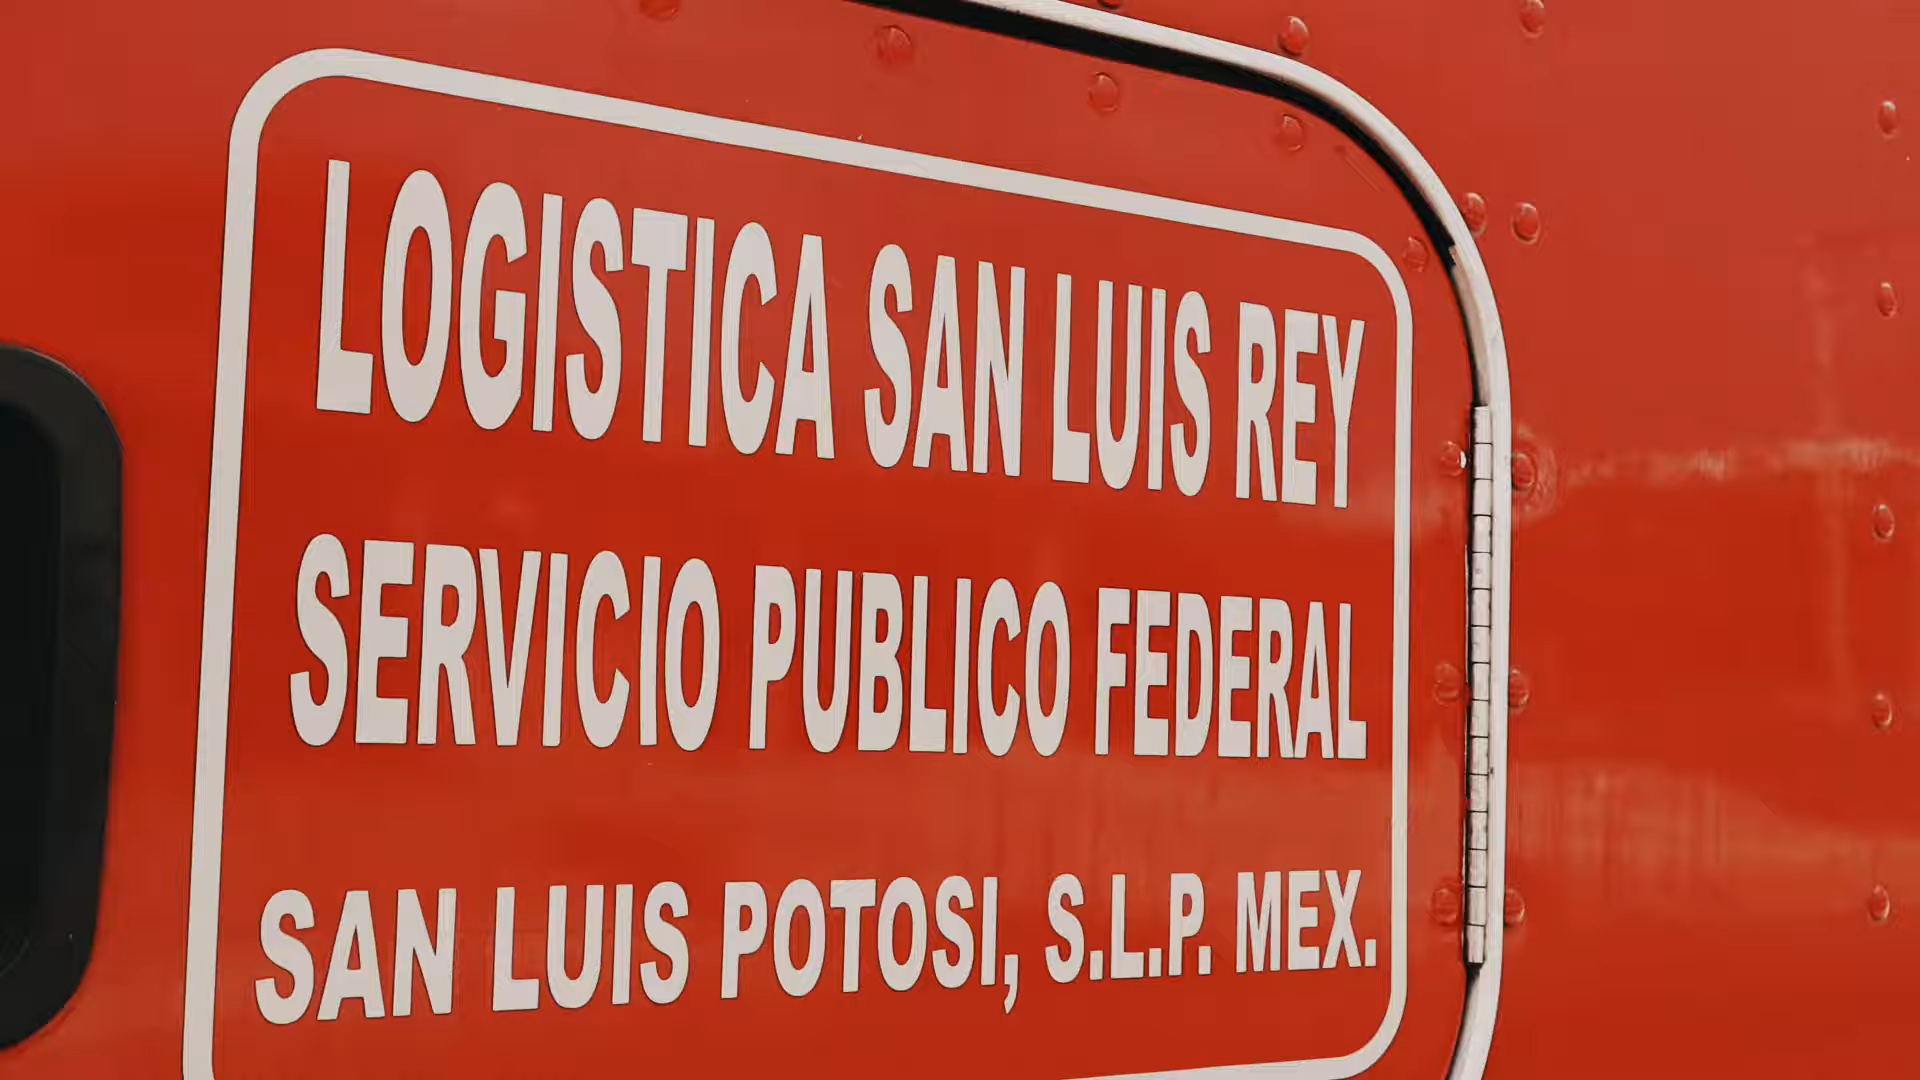 LOGISTICA SAN LUIS REY
SERVICIO PUBLICO FEDERAL
SAN LUIS POTOSI, S.L.P. MEX.